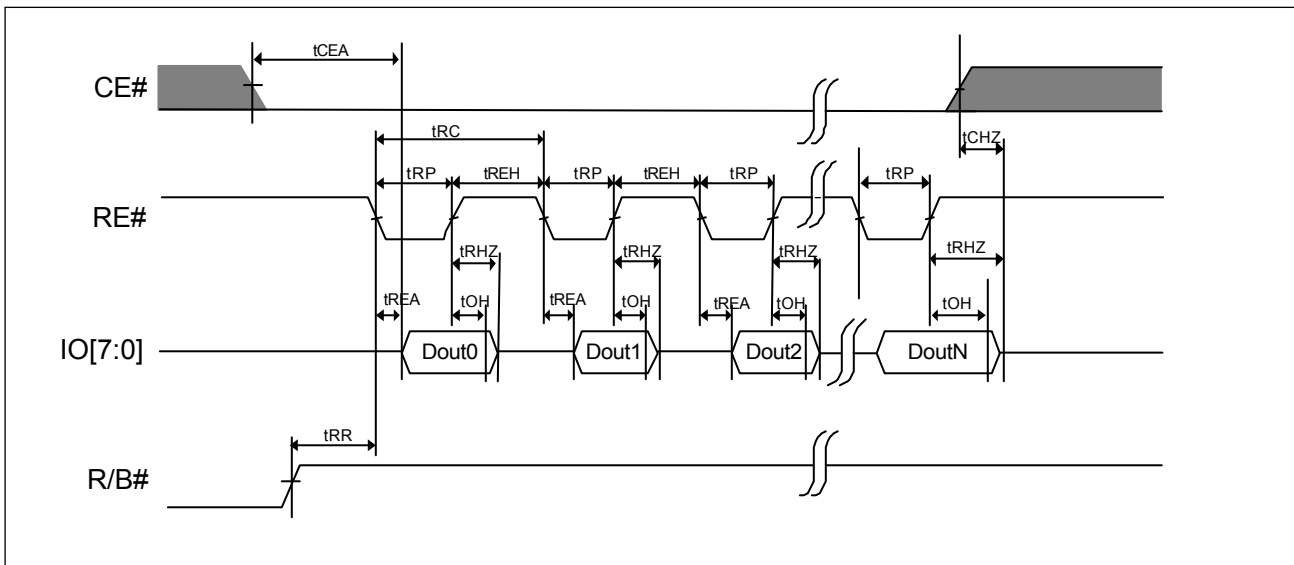 tCEA
CE#
tRC
tCHZ
tRP tREH tRP tREH tRP tRP
RE#
tRHZ tRHZ tRHZ tRHZ
tREA tOH tREA tOH tREA tOH tOH
IO[7:0] Dout0 Dout1 Dout2 DoutN
tRR
R/B#